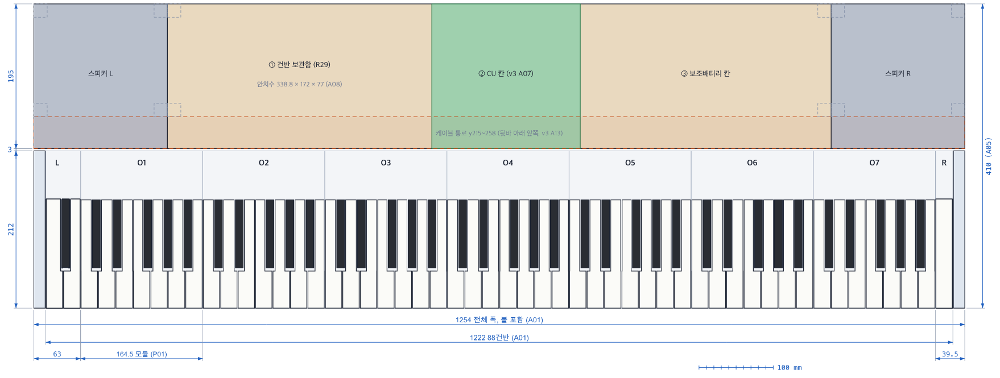 195
스피커 L
① 건반 보관함 (R29)
안치수 338.8 × 172 × 77 (A08)
② CU 칸 (v3 A07)
③ 보조배터리 칸
스피커 R
케이블 통로 y215~258 (뒷바 아래 앞쪽, v3 A13)
3
410 (A05)
L
O1
O2
O3
O4
O5
O6
O7
R
212
1254 전체 폭, 볼 포함 (A01)
1222 88건반 (A01)
63
164.5 모듈 (P01)
39.5
100 mm